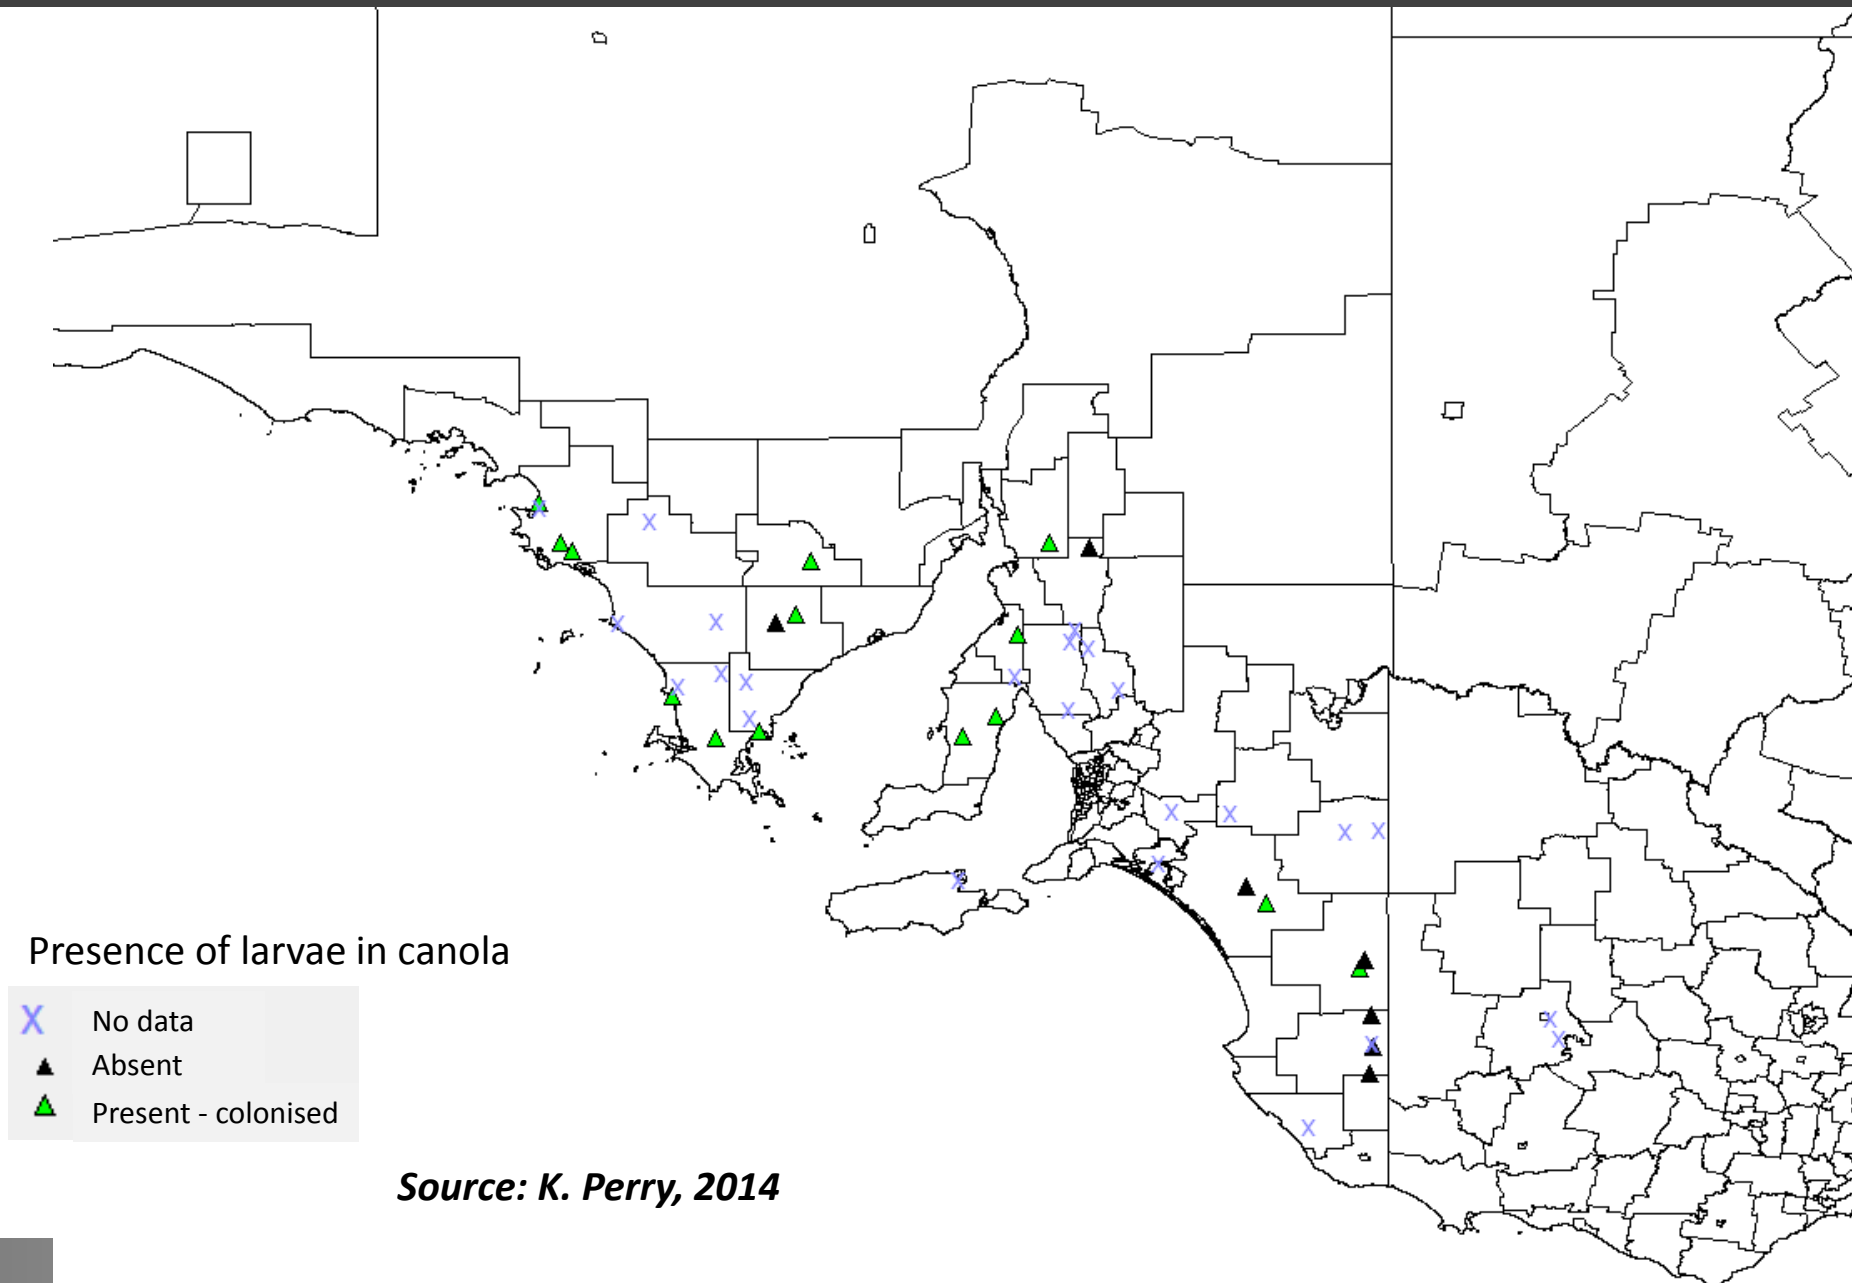 Presence of larvae in canola
X No data
Absent
Present - colonised
Source: K. Perry, 2014